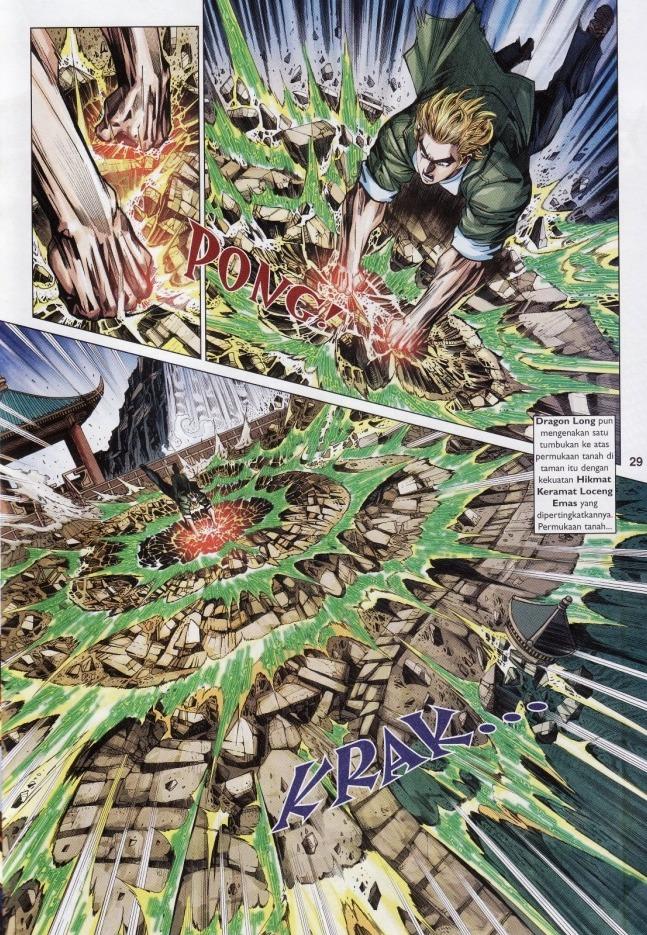 PONG!
Dragon Long pun
mengenakan satu
tumbukan ke atas
permukaan tanah di
taman itu dengan
kekuatan Hikmat
Keramat Loceng
Emas yang
dipertingkatkannya.
Permukaan tanah...
29
KRAK...